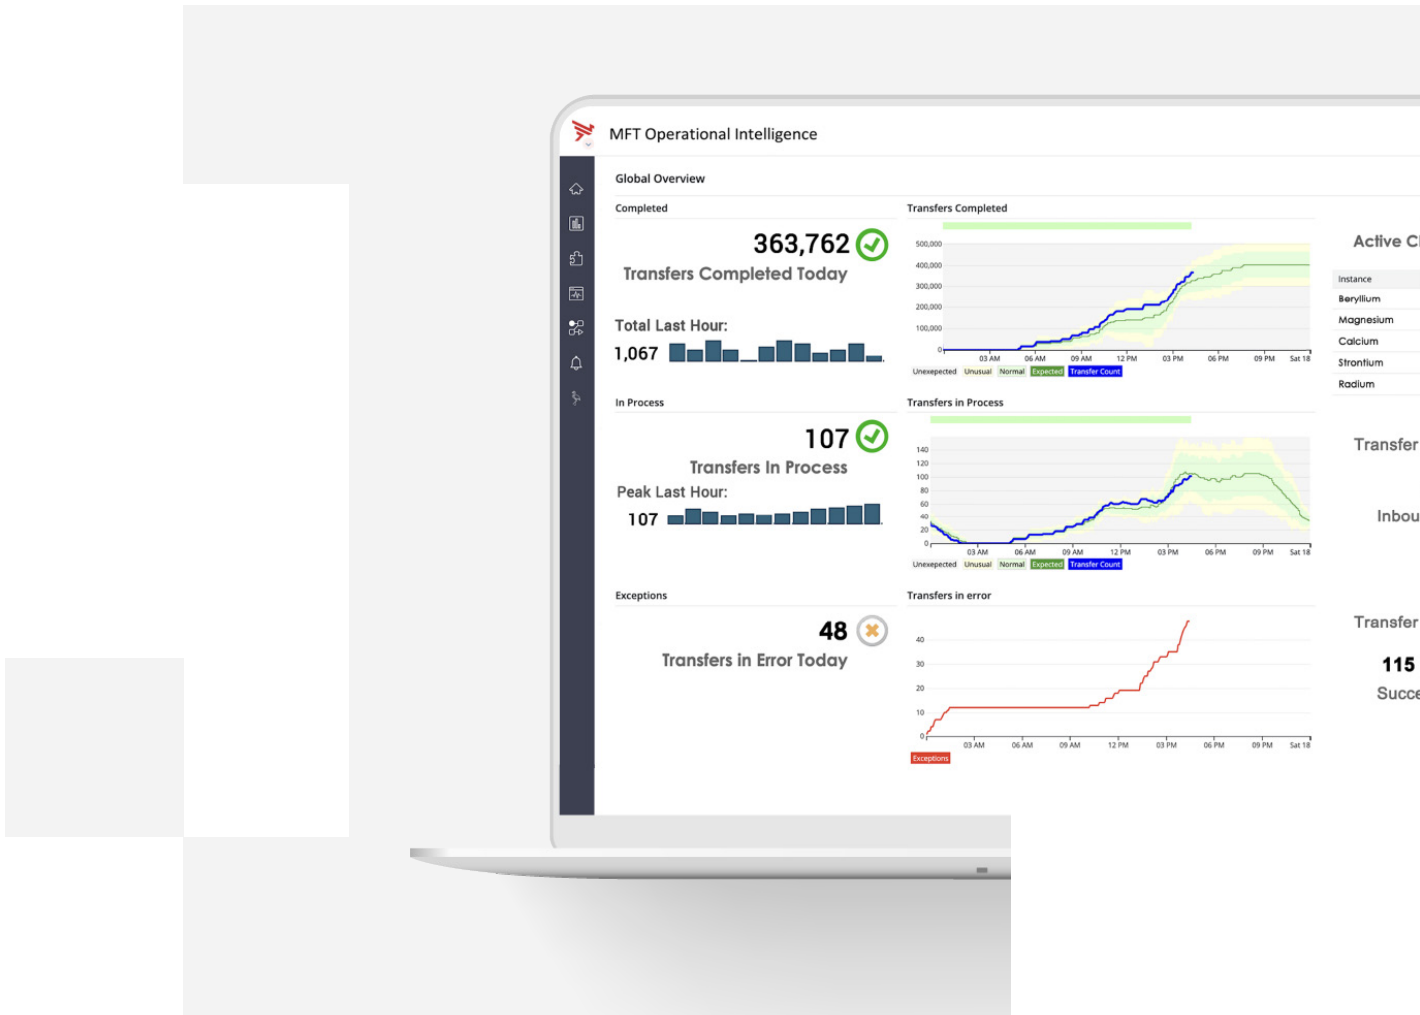 MFT Operational Intelligence
Global Overview
Completed
363,762
Transfers Completed Today
Total Last Hour:
1,067
Transfers Completed
500,000
400,000
300,000
200,000
100,000
0
03 AM 06 AM 09 AM 12 PM 03 PM 06 PM 09 PM Sat 18
Unexepected Unusual Normal Expected Transfer Count
In Process
107
Transfers In Process
Peak Last Hour:
107
Transfers in Process
140
120
100
80
60
40
20
0
03 AM 06 AM 09 AM 12 PM 03 PM 06 PM 09 PM Sat 18
Unexepected Unusual Normal Expected Transfer Count
Exceptions
48
Transfers in Error Today
Transfers in error
40
30
20
10
0
03 AM 06 AM 09 AM 12 PM 03 PM 06 PM 09 PM Sat 18
Exceptions
Active
Instance
Beryllium
Magnesium
Calcium
Strontium
Radium
Transfer
Inbou
Transfer
115
Succe